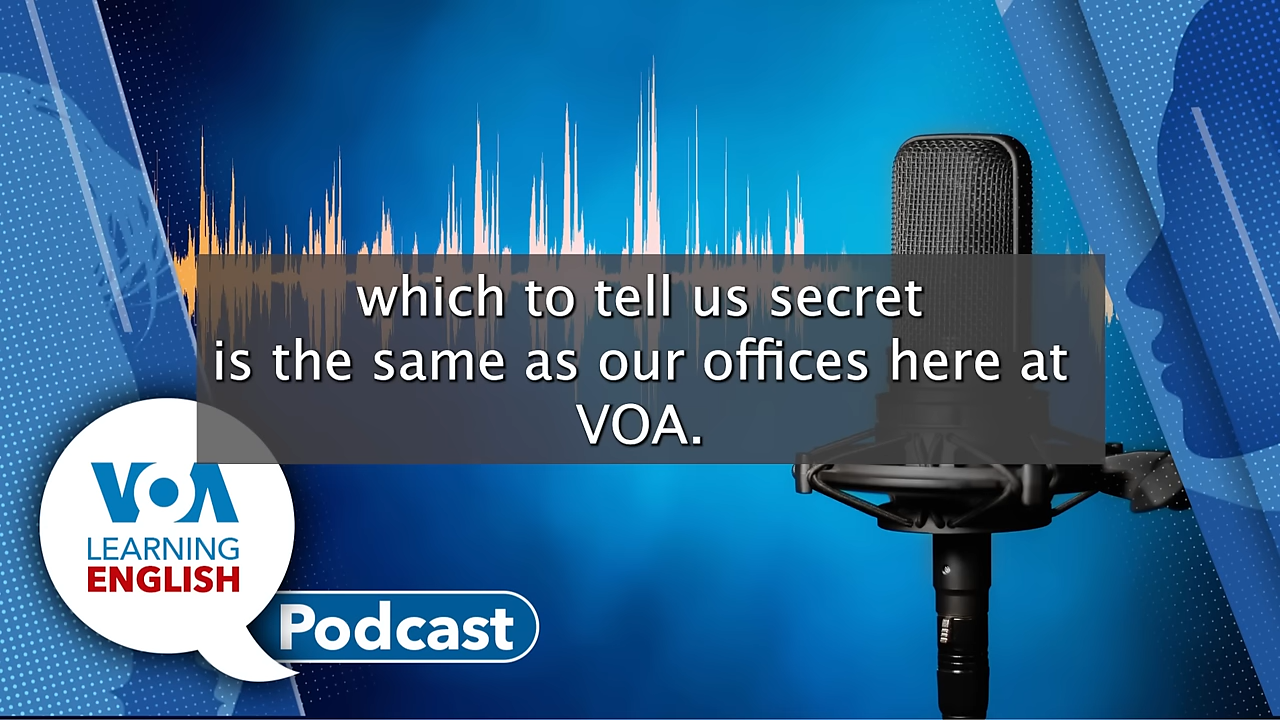 which to tell us secret
is the same as our offices here at
VOA.
VOA
LEARNING
ENGLISH
Podcast